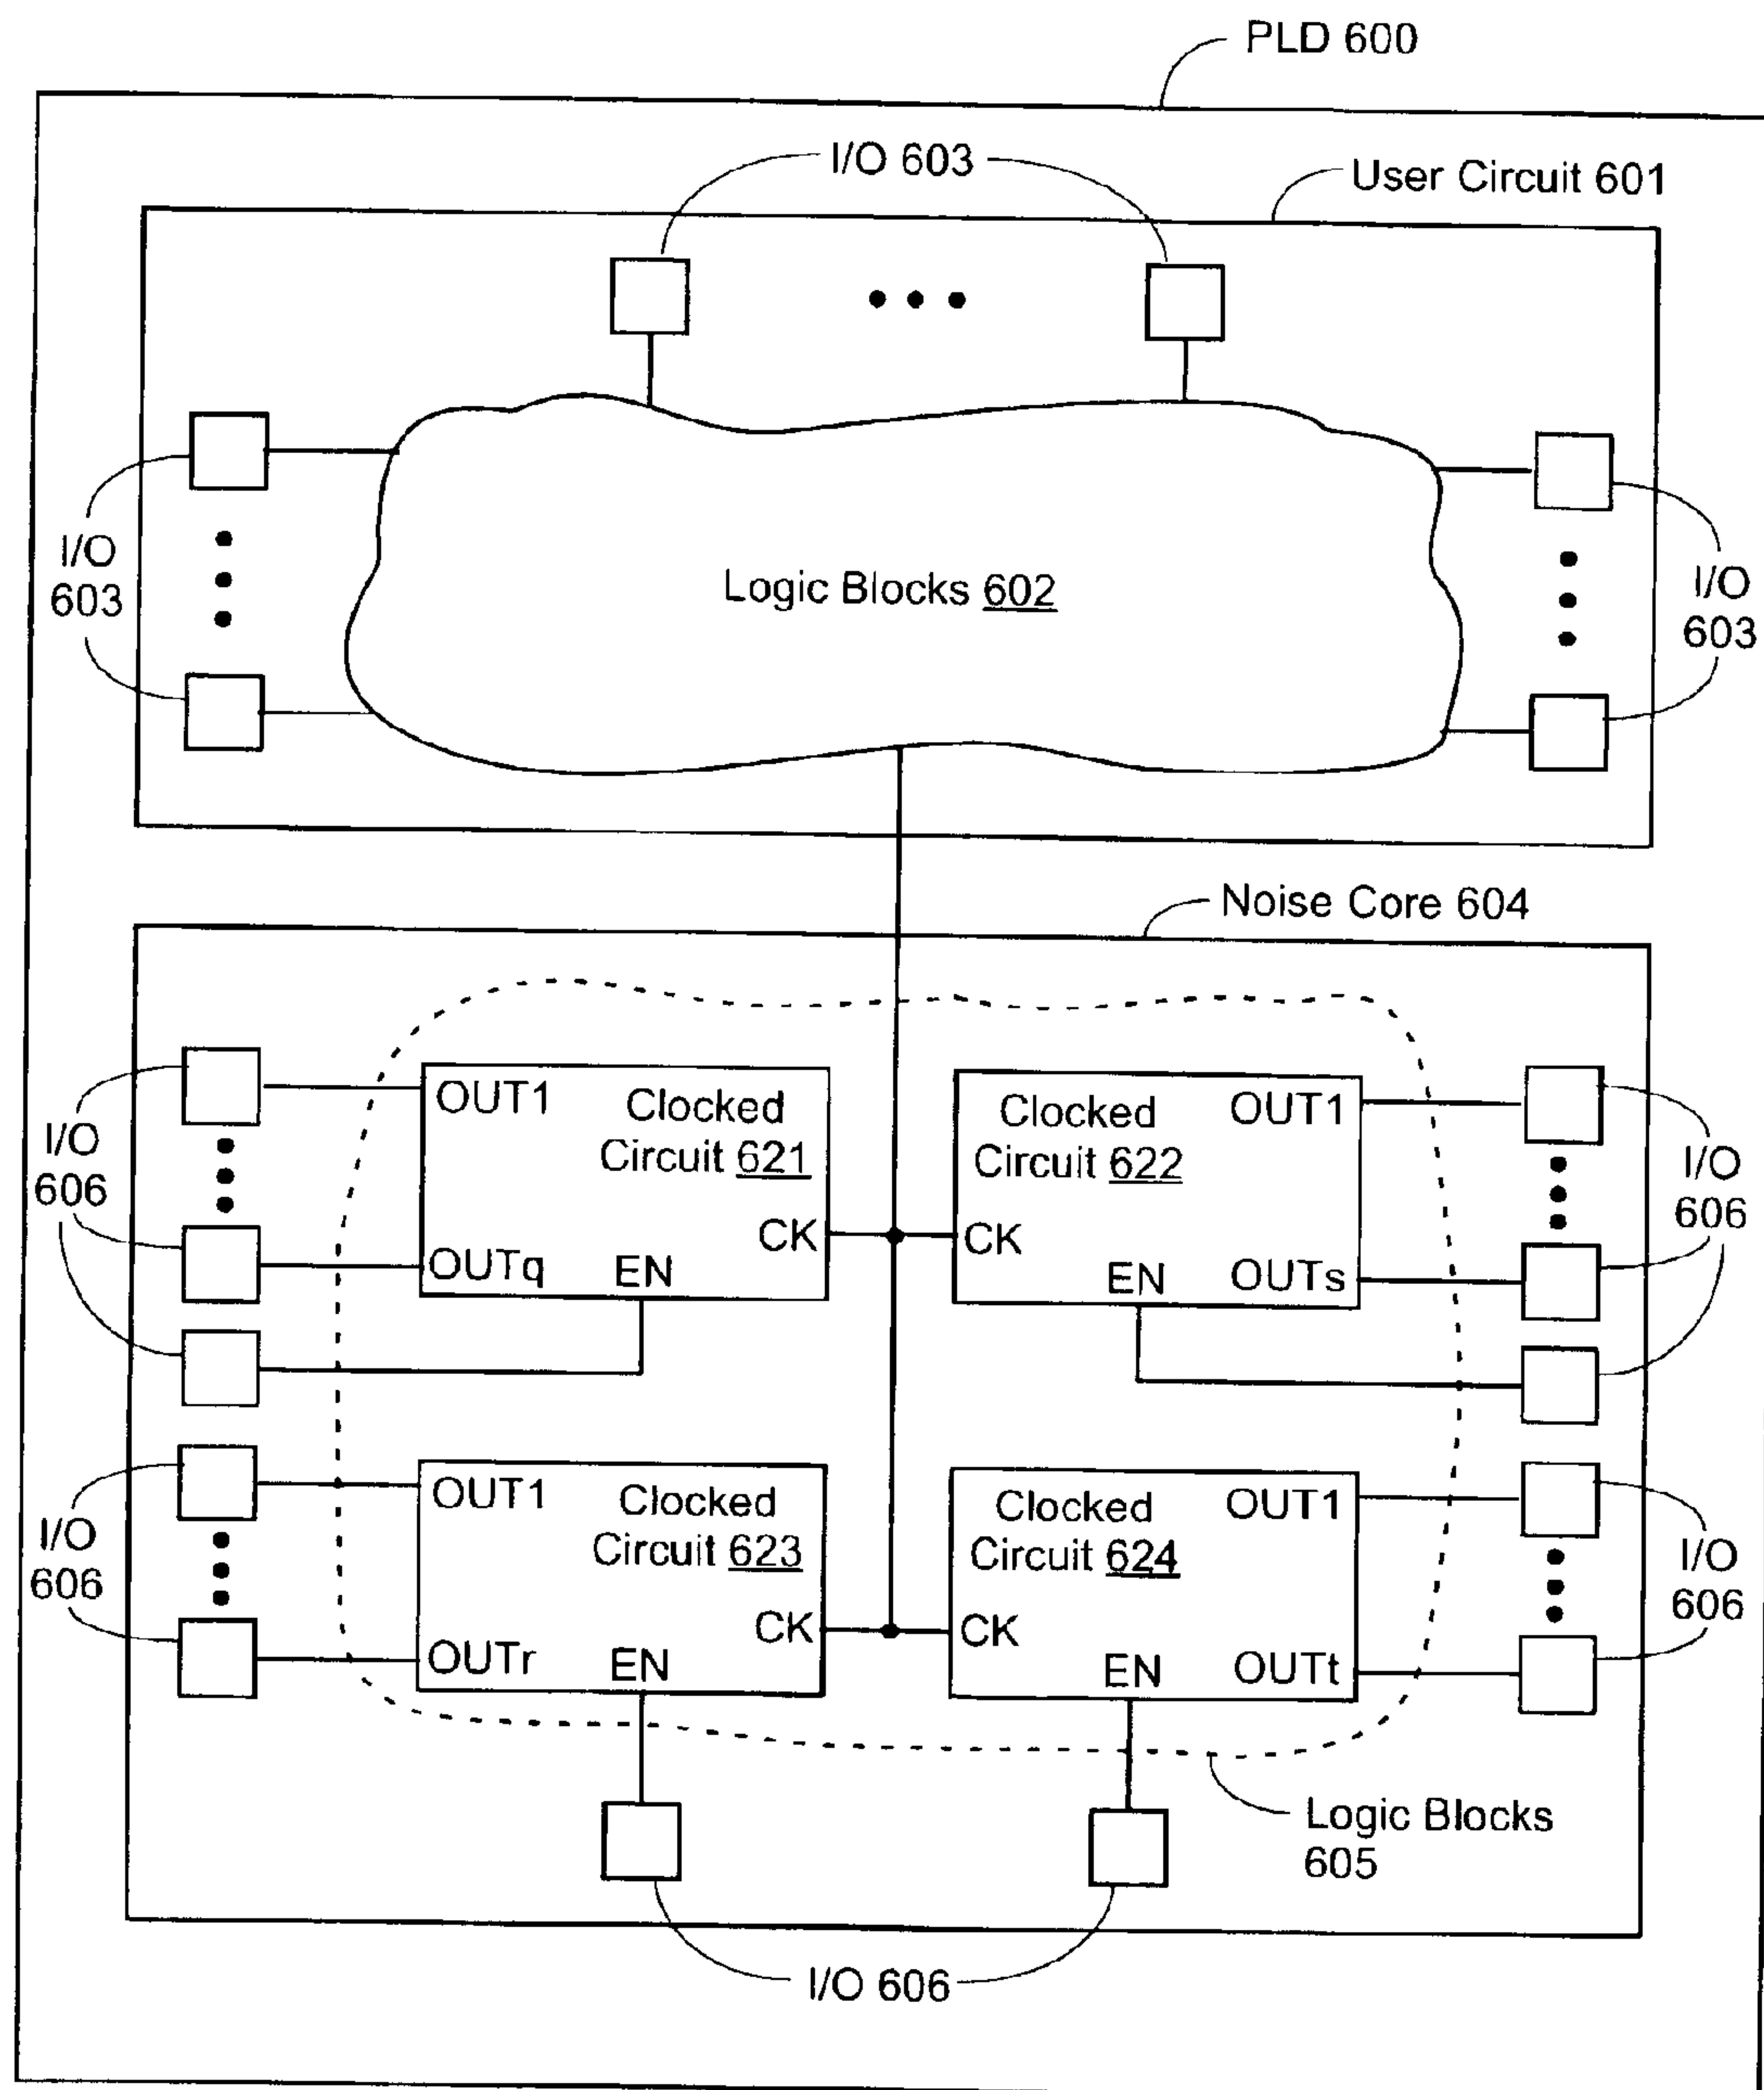 PLD 600
I/O 603
User Circuit 601
I/O
603
Logic Blocks 602
I/O
603
Noise Core 604
I/O
606
OUT1
Clocked
Circuit 621
CK
OUTq
EN
Clocked
Circuit 622
OUT1
CK
EN
OUTs
I/O
606
I/O
606
OUT1
Clocked
Circuit 623
CK
OUTr
EN
Clocked
Circuit 624
OUT1
CK
EN
OUTt
I/O
606
Logic Blocks
605
I/O 606